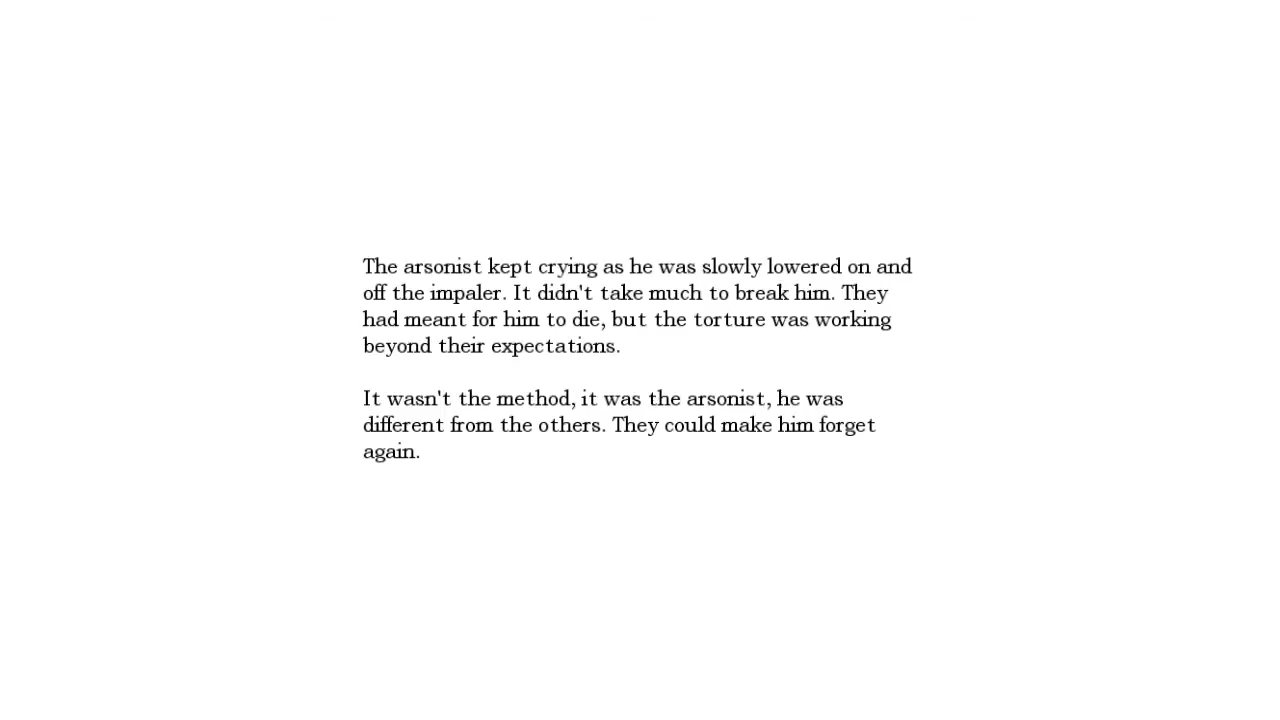 The arsonist kept crying as he was slowly lowered on and
off the impaler. It didn't take much to break him. They
had meant for him to die, but the torture was working
beyond their expectations.

It wasn't the method, it was the arsonist, he was
different from the others. They could make him forget
again.